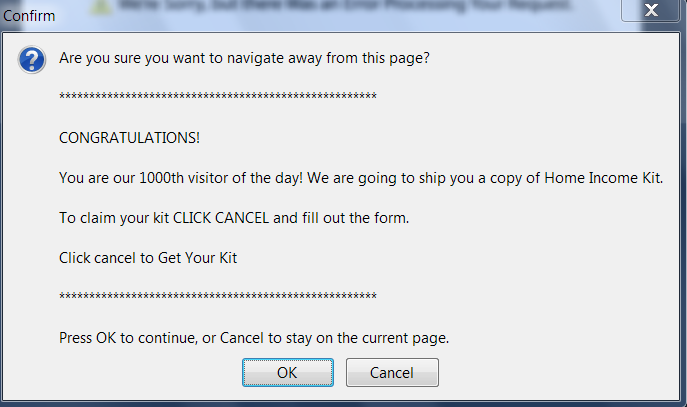 We're Sorry, but there Was an Error Processing Your Request.
Confirm
X
Are you sure you want to navigate away from this page?
*****************************************************
CONGRATULATIONS!
You are our 1000th visitor of the day! We are going to ship you a copy of Home Income Kit.
To claim your kit CLICK CANCEL and fill out the form.
Click cancel to Get Your Kit
*****************************************************
Press OK to continue, or Cancel to stay on the current page.
OK Cancel